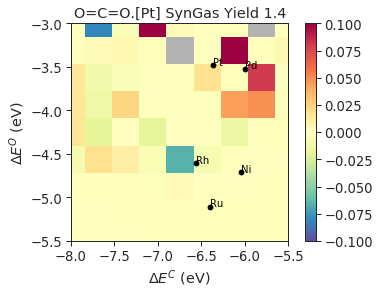 O=C=O.[Pt] SynGas Yield 1.4
−3.0
−3.5
−4.0
−4.5
−5.0
−5.5
ΔE^O (eV)
Pt
Pd
Rh
Ni
Ru
−8.0 −7.5 −7.0 −6.5 −6.0 −5.5
ΔE^C (eV)
0.100
0.075
0.050
0.025
0.000
−0.025
−0.050
−0.075
−0.100